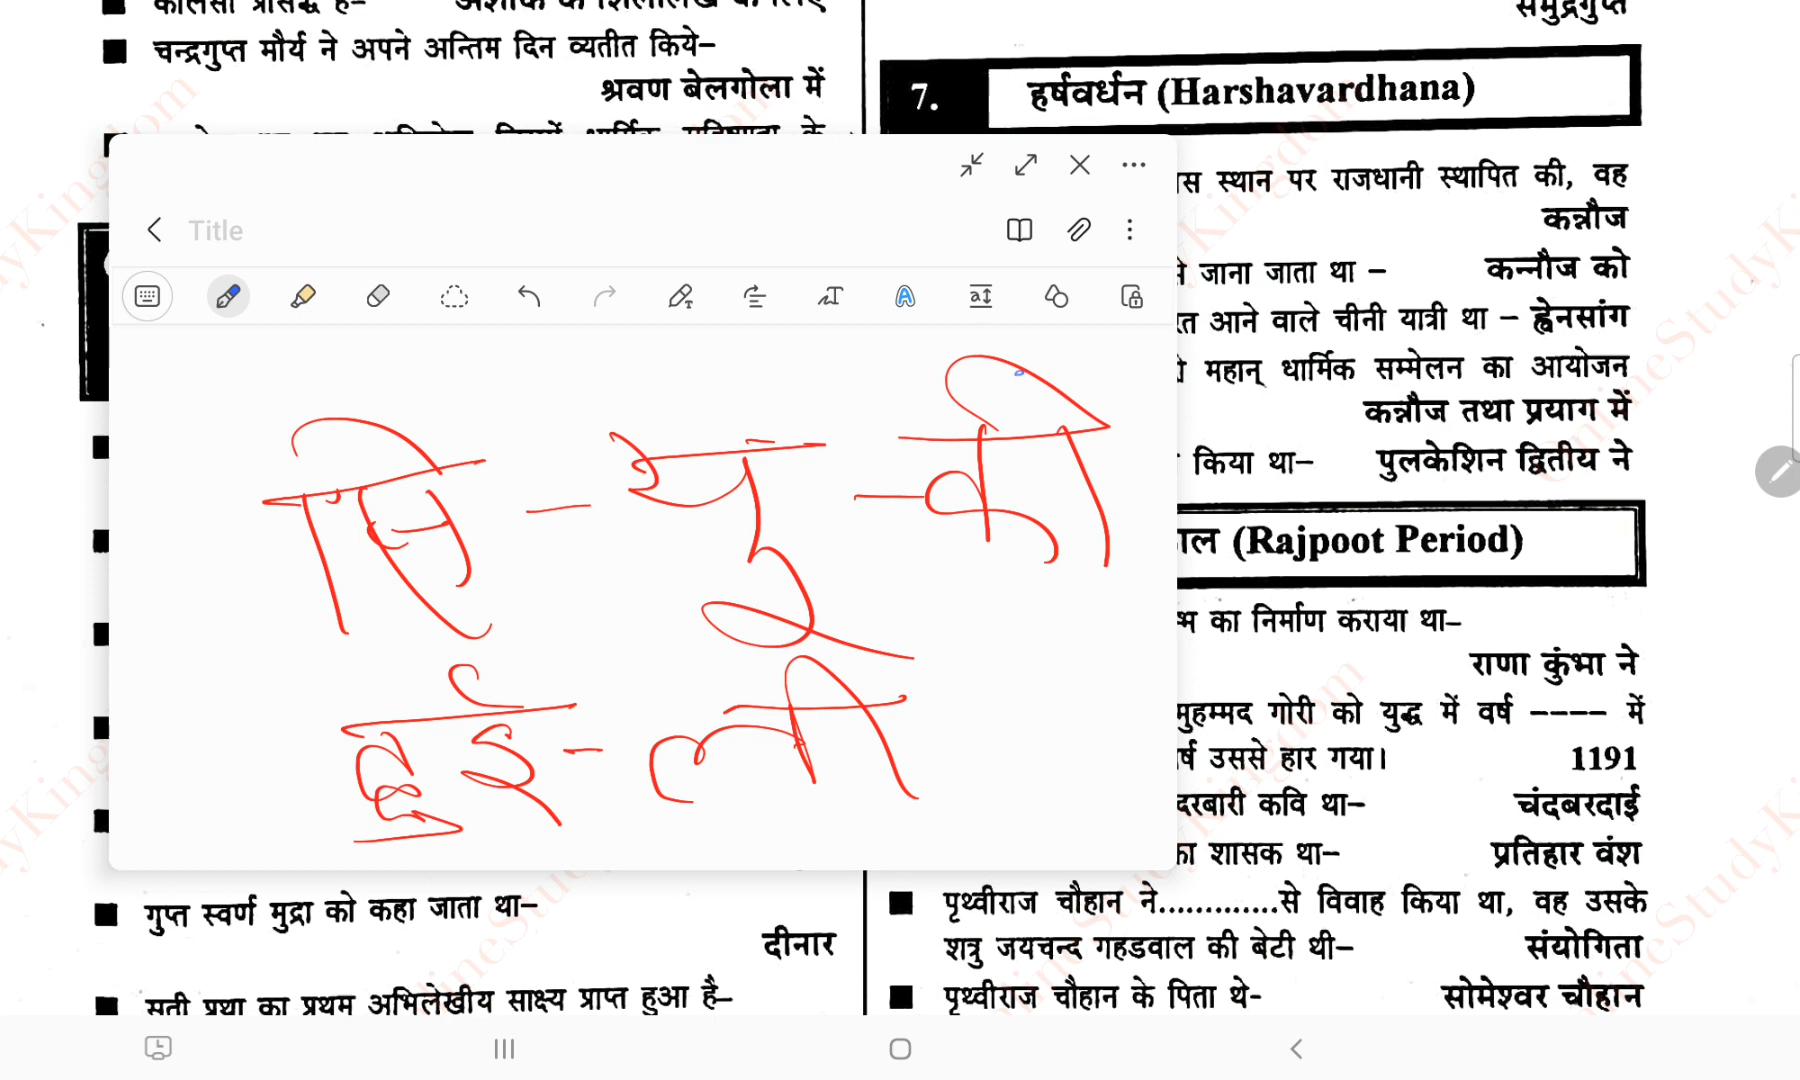 कालसी प्रसिद्ध है– अशोक के शिलालेख के लिए
■ चन्द्रगुप्त मौर्य ने अपने अन्तिम दिन व्यतीत किये–
श्रवण बेलगोला में
Title
सि – यू – की
हुई – ली
■ गुप्त स्वर्ण मुद्रा को कहा जाता था–
दीनार
■ सती प्रथा का प्रथम अभिलेखीय साक्ष्य प्राप्त हुआ है–
समुद्रगुप्त
7. हर्षवर्धन (Harshavardhana)
स स्थान पर राजधानी स्थापित की, वह
कन्नौज
से जाना जाता था – कन्नौज को
रत आने वाले चीनी यात्री था – ह्वेनसांग
महान् धार्मिक सम्मेलन का आयोजन
कन्नौज तथा प्रयाग में
किया था– पुलकेशिन द्वितीय ने
ाल (Rajpoot Period)
म्भ का निर्माण कराया था–
राणा कुंभा ने
मुहम्मद गोरी को युद्ध में वर्ष ---- में
र्ष उससे हार गया। 1191
दरबारी कवि था– चंदबरदाई
का शासक था– प्रतिहार वंश
■ पृथ्वीराज चौहान ने.............से विवाह किया था, वह उसके
शत्रु जयचन्द गहडवाल की बेटी थी– संयोगिता
■ पृथ्वीराज चौहान के पिता थे- सोमेश्वर चौहान